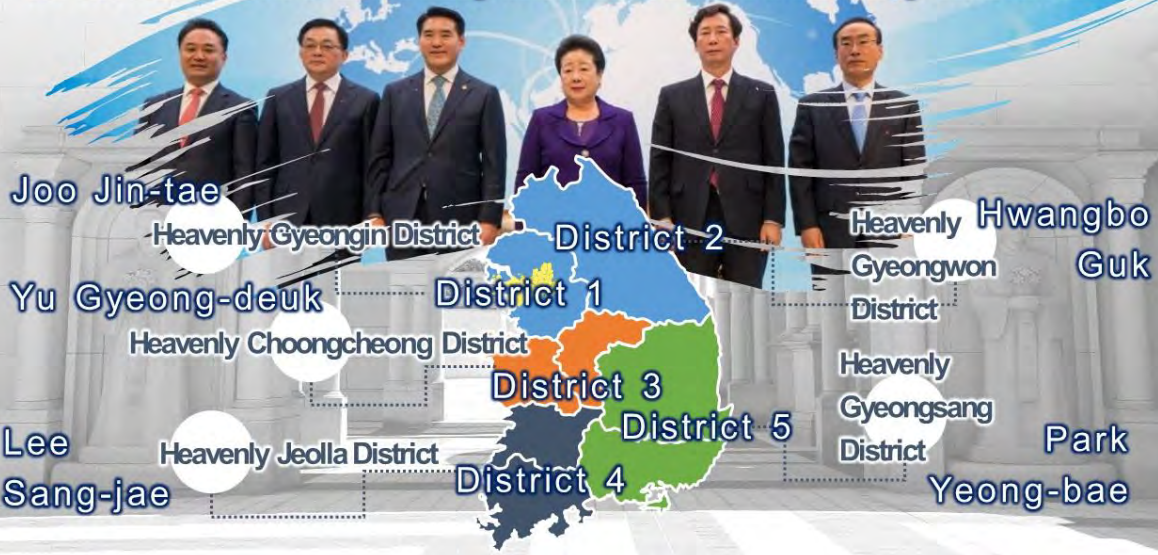 Joo Jin-tae
Heavenly Gyeongin District
District 1
District 2
Heavenly
Gyeongwon
District
Hwangbo
Guk
Yu Gyeong-deuk
Heavenly Choongcheong District
District 3
Lee
Sang-jae
Heavenly Jeolla District
District 4
District 5
Heavenly
Gyeongsang
District
Park
Yeong-bae